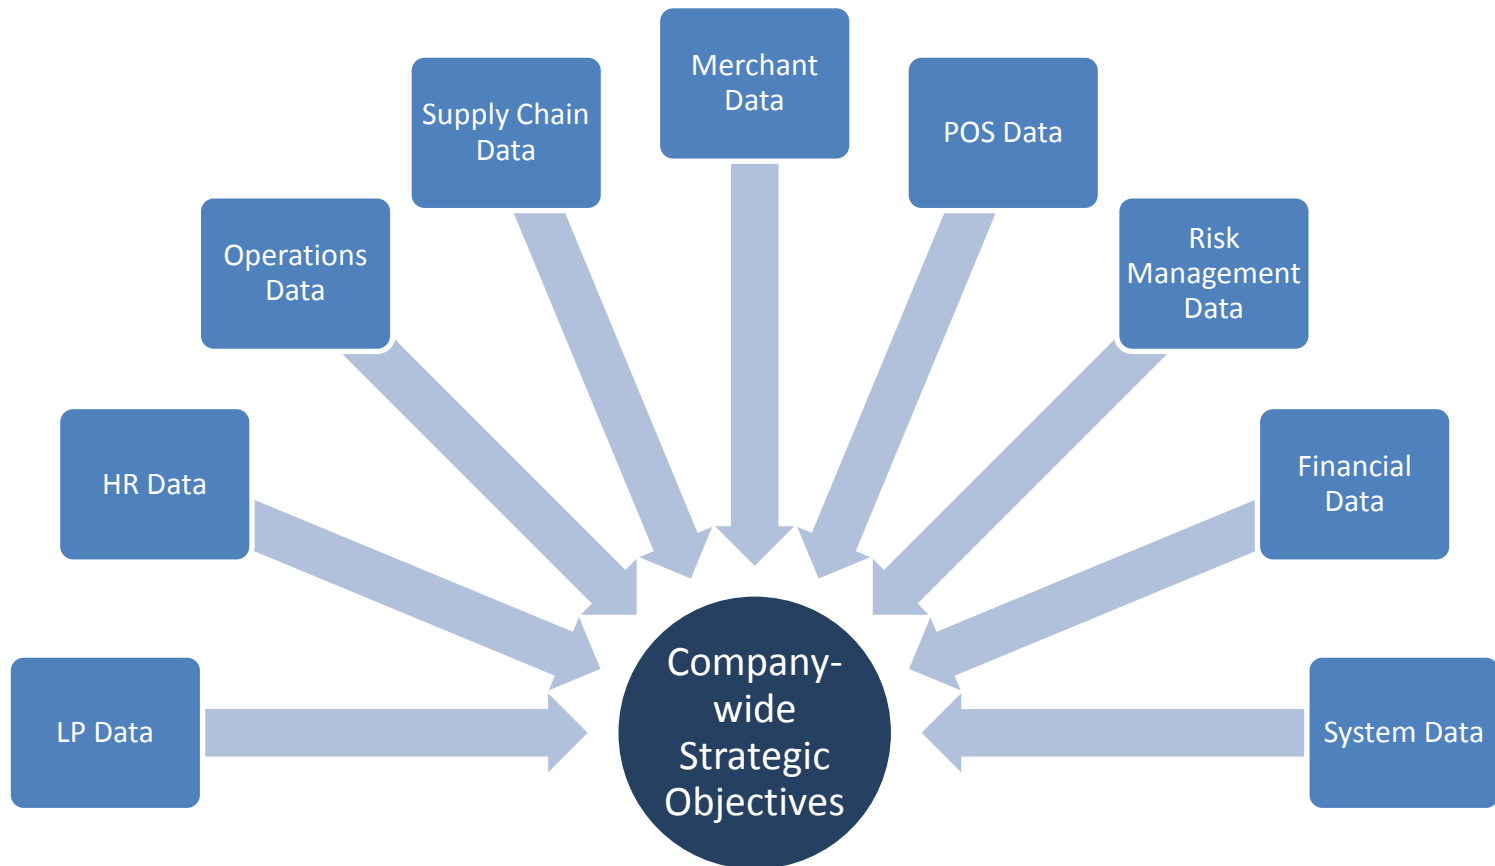 Merchant
Data
Supply Chain
Data
POS Data
Operations
Data
Risk
Management
Data
HR Data
Financial
Data
LP Data
System Data
Company-
wide
Strategic
Objectives